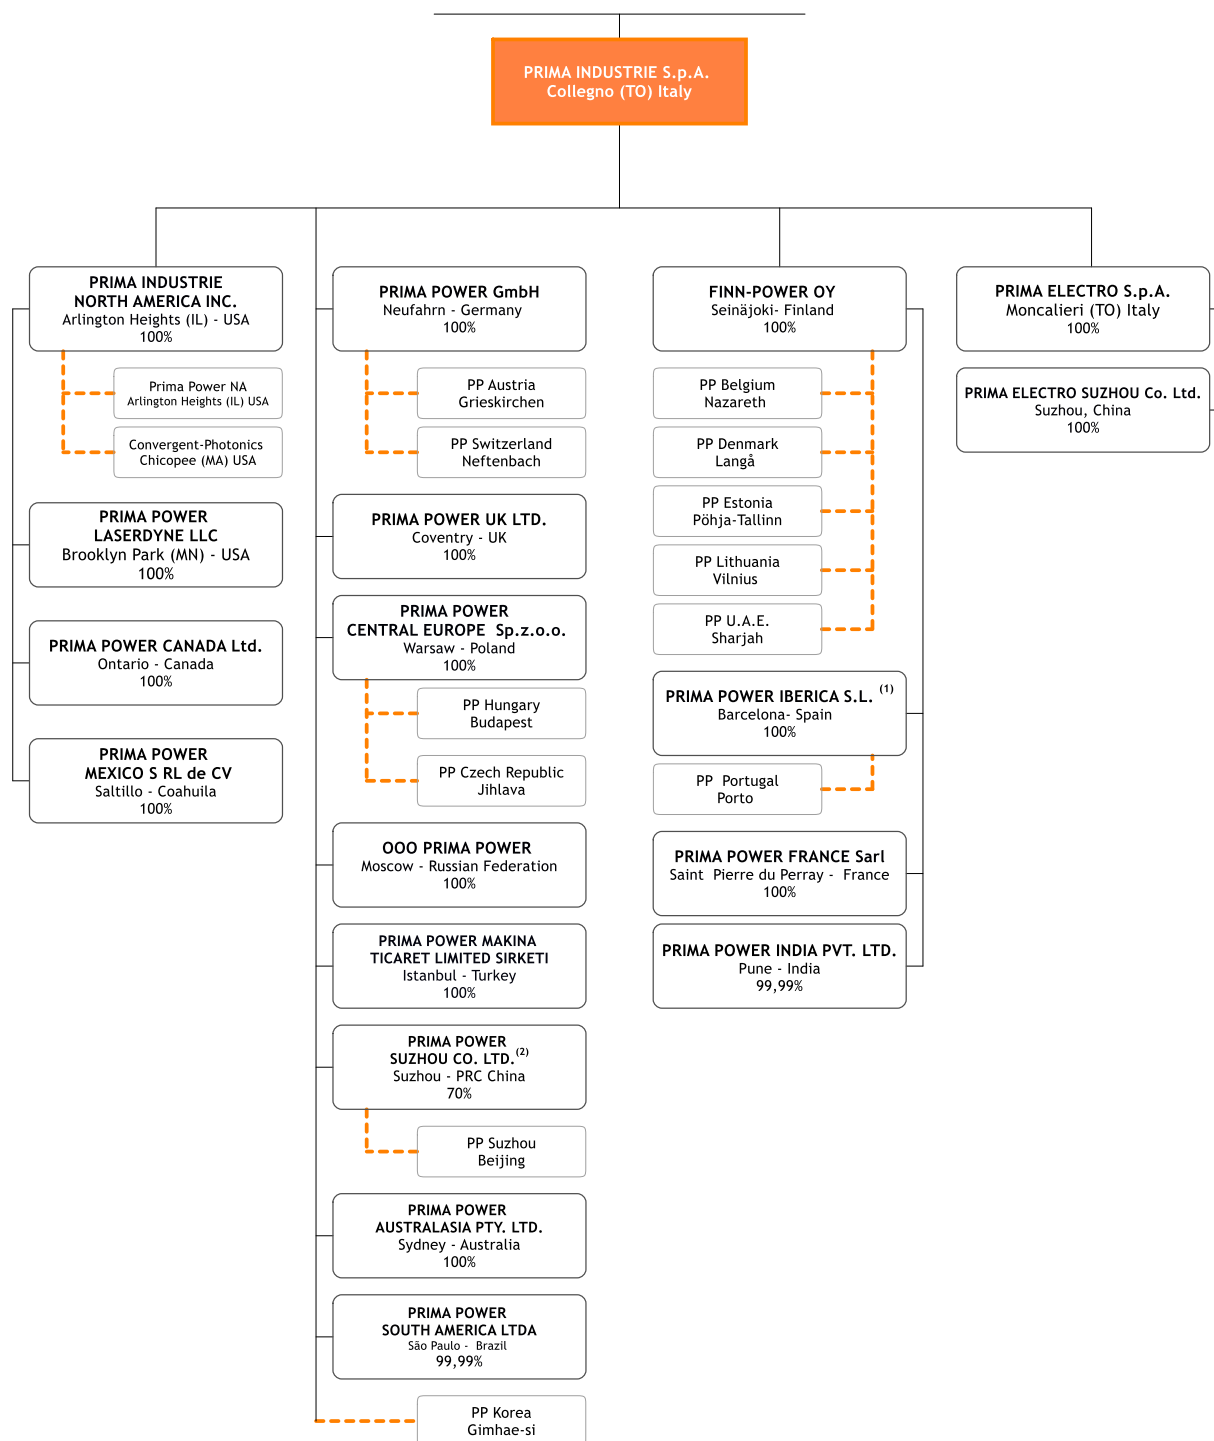 PRIMA INDUSTRIE S.p.A.
Collegno (TO) Italy
PRIMA INDUSTRIE
NORTH AMERICA INC.
Arlington Heights (IL) - USA
100%
Prima Power NA
Arlington Heights (IL) USA
Convergent-Photonics
Chicopee (MA) USA
PRIMA POWER
LASERDYNE LLC
Brooklyn Park (MN) - USA
100%
PRIMA POWER CANADA Ltd.
Ontario - Canada
100%
PRIMA POWER
MEXICO S RL de CV
Saltillo - Coahuila
100%
PRIMA POWER GmbH
Neufahrn - Germany
100%
PP Austria
Grieskirchen
PP Switzerland
Neftenbach
PRIMA POWER UK LTD.
Coventry - UK
100%
PRIMA POWER
CENTRAL EUROPE Sp.z.o.o.
Warsaw - Poland
100%
PP Hungary
Budapest
PP Czech Republic
Jihlava
OOO PRIMA POWER
Moscow - Russian Federation
100%
PRIMA POWER MAKINA
TICARET LIMITED SIRKETI
Istanbul - Turkey
100%
PRIMA POWER
SUZHOU CO. LTD.(2)
Suzhou - PRC China
70%
PP Suzhou
Beijing
PRIMA POWER
AUSTRALASIA PTY. LTD.
Sydney - Australia
100%
PRIMA POWER
SOUTH AMERICA LTDA
São Paulo - Brazil
99,99%
PP Korea
Gimhae-si
FINN-POWER OY
Seinäjoki- Finland
100%
PP Belgium
Nazareth
PP Denmark
Langå
PP Estonia
Pöhja-Tallinn
PP Lithuania
Vilnius
PP U.A.E.
Sharjah
PRIMA POWER IBERICA S.L. (1)
Barcelona- Spain
100%
PP Portugal
Porto
PRIMA POWER FRANCE Sarl
Saint Pierre du Perray - France
100%
PRIMA POWER INDIA PVT. LTD.
Pune - India
99,99%
PRIMA ELECTRO S.p.A.
Moncalieri (TO) Italy
100%
PRIMA ELECTRO SUZHOU Co. Ltd.
Suzhou, China
100%